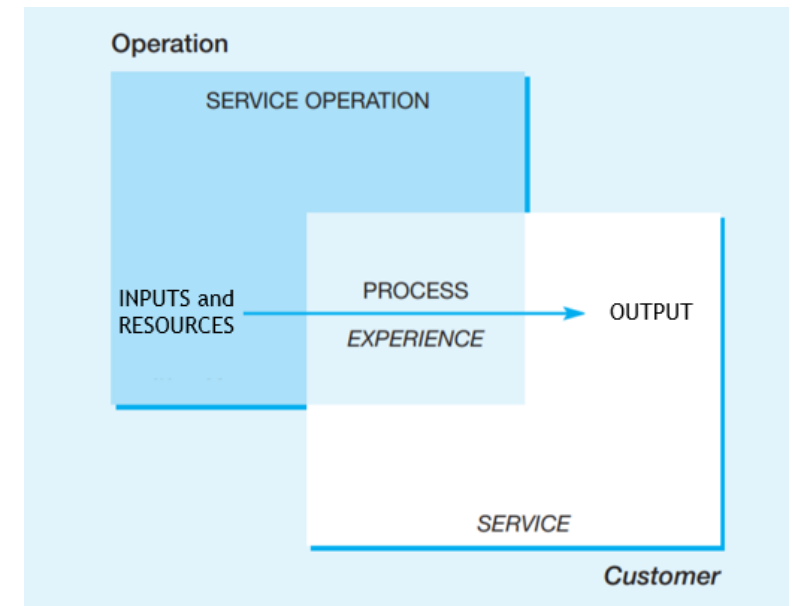 Operation
SERVICE OPERATION
INPUTS and
RESOURCES
PROCESS
EXPERIENCE
OUTPUT
SERVICE
Customer